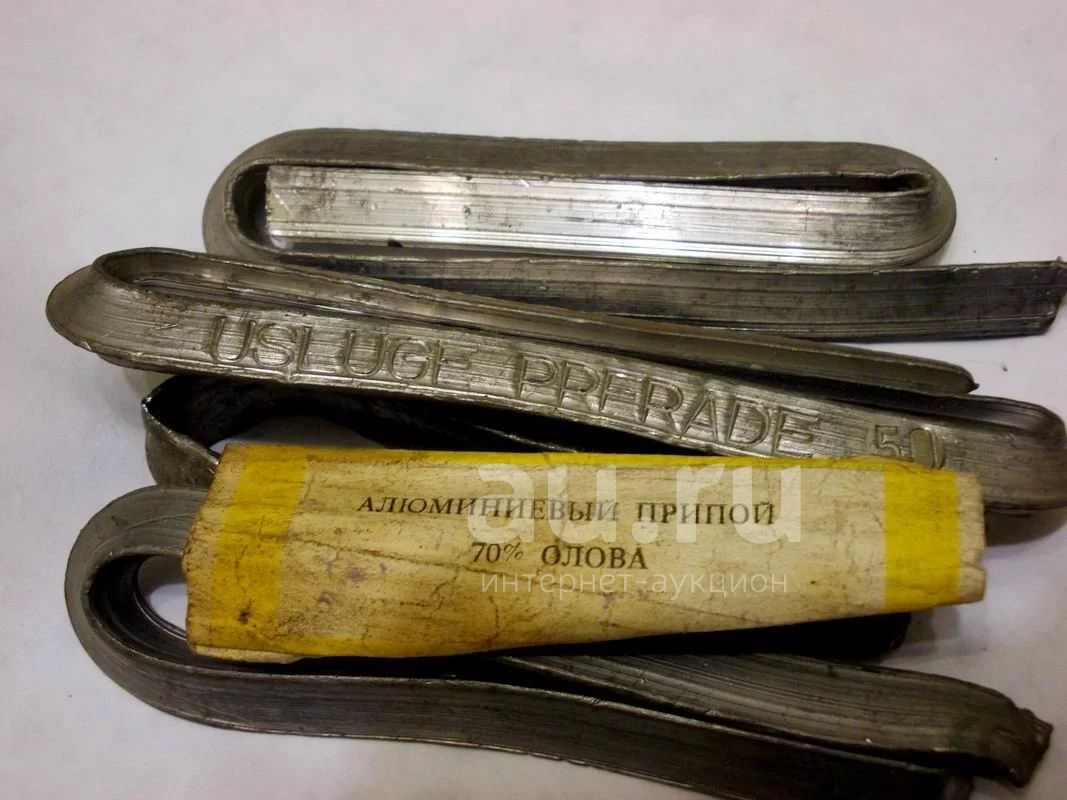 USLUGE PRERADE 50
АЛЮМИНИЕВЫЙ ПРИПОЙ
70% ОЛОВА
au.ru
интернет-аукцион